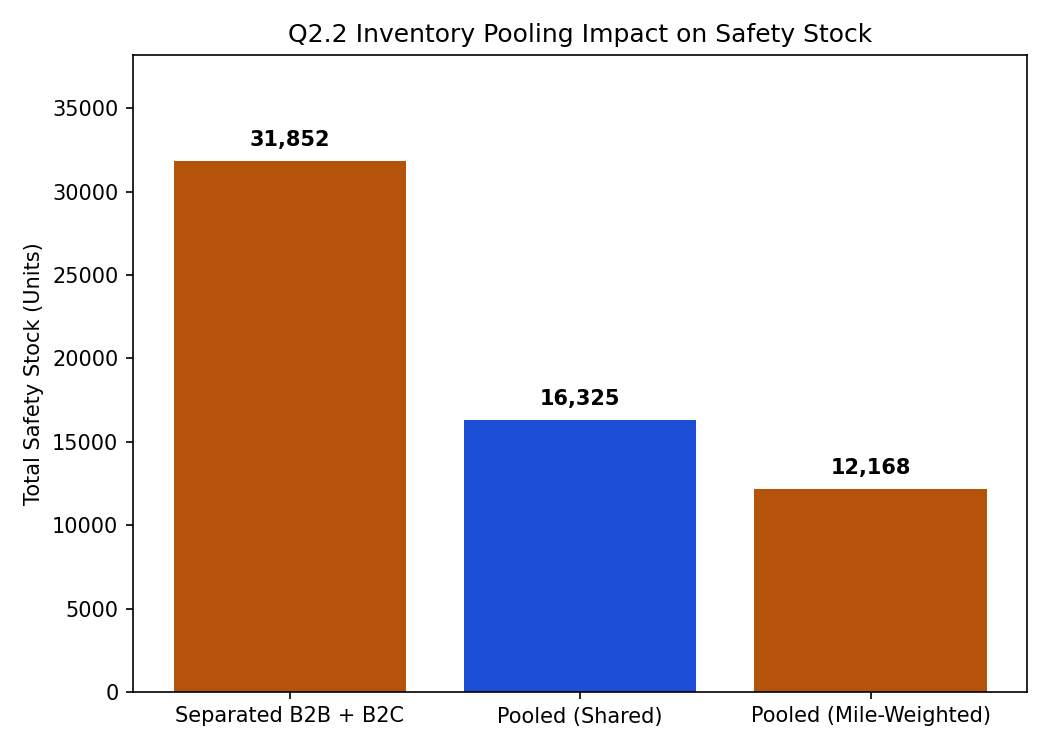 Q2.2 Inventory Pooling Impact on Safety Stock
Total Safety Stock (Units)
35000
30000
25000
20000
15000
10000
5000
0
31,852
16,325
12,168
Separated B2B + B2C
Pooled (Shared)
Pooled (Mile-Weighted)